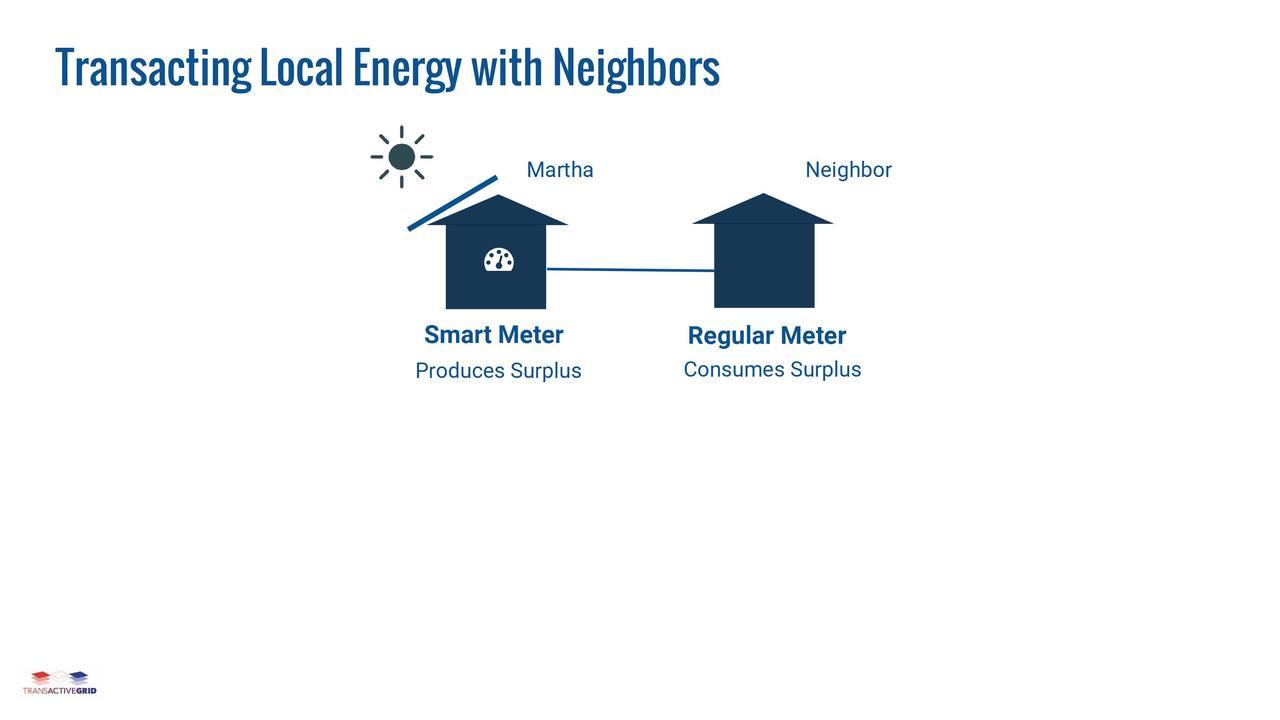 Transacting Local Energy with Neighbors
Martha
Neighbor
Smart Meter
Regular Meter
Produces Surplus
Consumes Surplus
TRANSACTIVEGRID